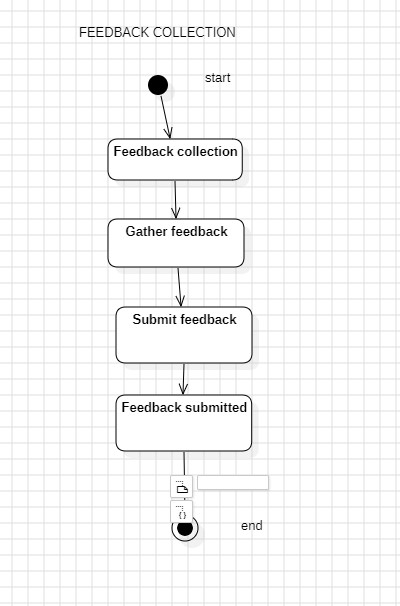 FEEDBACK COLLECTION
start
Feedback collection
Gather feedback
Submit feedback
Feedback submitted
{}
end